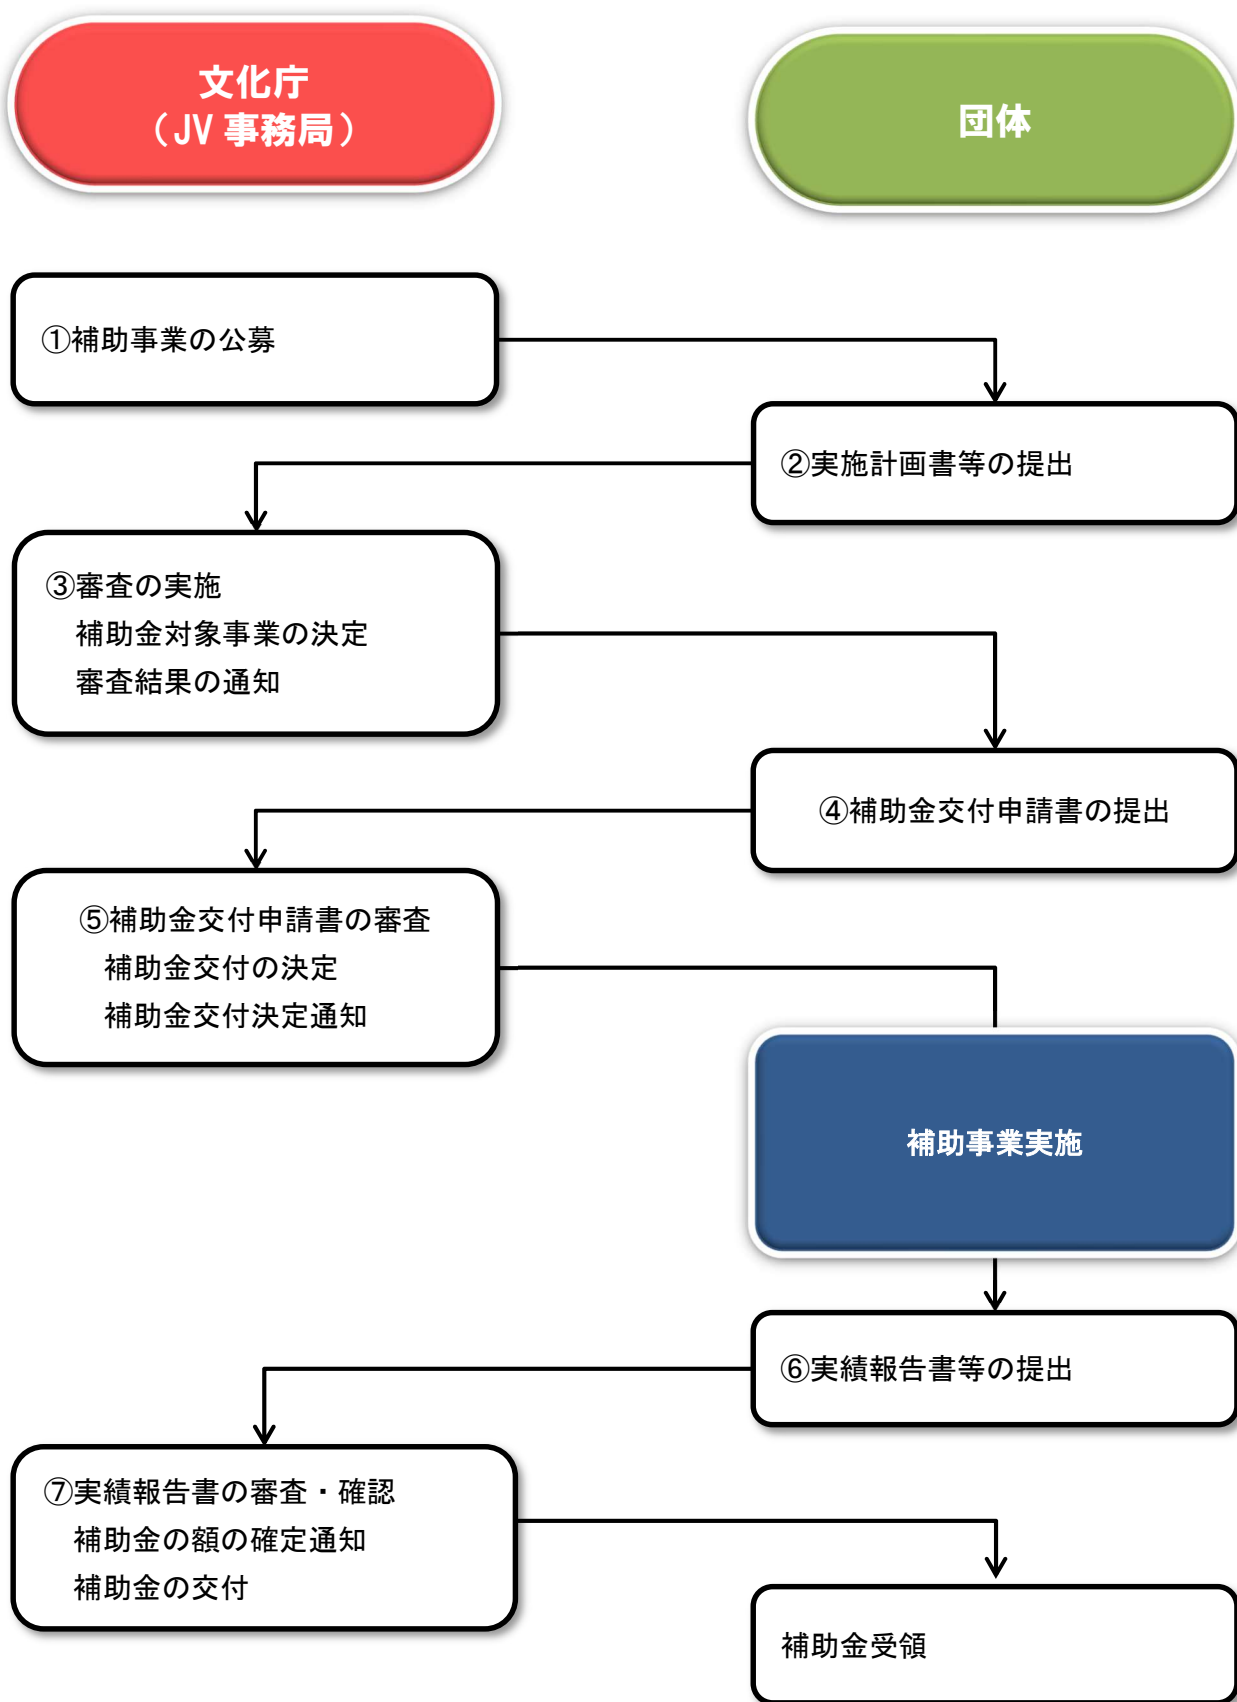 文化庁
（JV 事務局）
団体
①補助事業の公募
②実施計画書等の提出
③審査の実施
補助金対象事業の決定
審査結果の通知
④補助金交付申請書の提出
⑤補助金交付申請書の審査
補助金交付の決定
補助金交付決定通知
補助事業実施
⑥実績報告書等の提出
⑦実績報告書の審査・確認
補助金の額の確定通知
補助金の交付
補助金受領